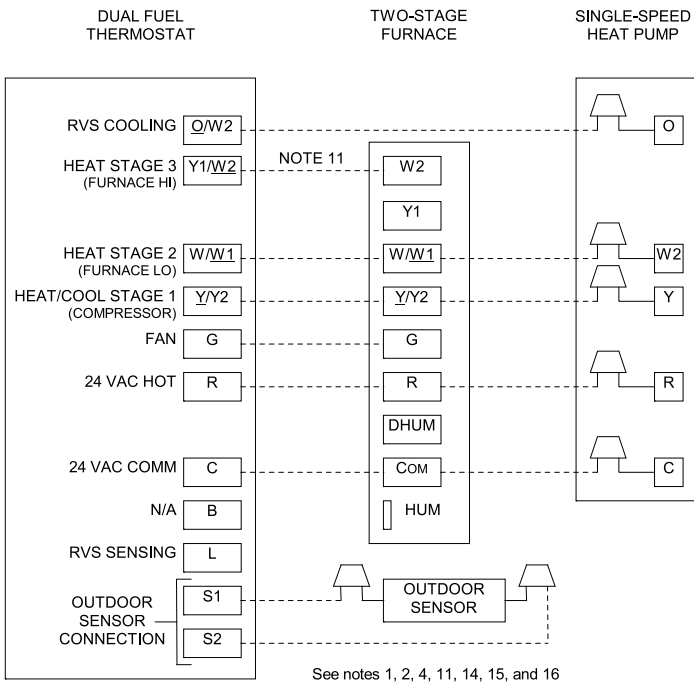 DUAL FUEL
THERMOSTAT
TWO-STAGE
FURNACE
SINGLE-SPEED
HEAT PUMP
RVS COOLING O/W2 O
HEAT STAGE 3 Y1/W2 NOTE 11 W2
(FURNACE HI)
Y1
HEAT STAGE 2 W/W1 W/W1 W2
(FURNACE LO)
HEAT/COOL STAGE 1 Y/Y2 Y/Y2 Y
(COMPRESSOR)
FAN G G
24 VAC HOT R R R
DHUM
24 VAC COMM C COM C
N/A B HUM
RVS SENSING L
OUTDOOR
SENSOR
CONNECTION
S1
S2
OUTDOOR
SENSOR
See notes 1, 2, 4, 11, 14, 15, and 16